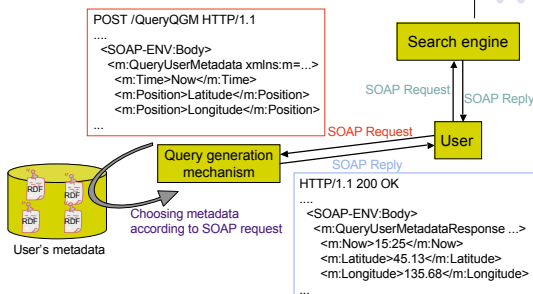 POST /QueryQGM HTTP/1.1
....
<SOAP-ENV:Body>
<m:QueryUserMetadata xmlns:m=...>
<m:Time>Now</m:Time>
<m:Position>Latitude</m:Position>
<m:Position>Longitude</m:Position>
...
Search engine
SOAP Request
SOAP Reply
SOAP Request
User
Query generation
mechanism
SOAP Reply
RDF
RDF
RDF
RDF
Choosing metadata
according to SOAP request
User's metadata
HTTP/1.1 200 OK
....
<SOAP-ENV:Body>
<m:QueryUserMetadataResponse ...>
<m:Now>15:25</m:Now>
<m:Latitude>45.13</m:Latitude>
<m:Longitude>135.68</m:Longitude>
...